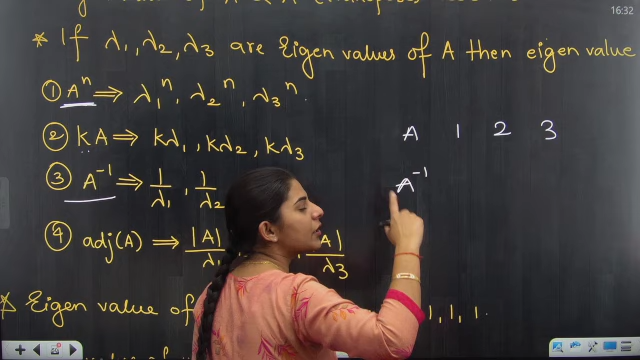 16:32
* If λ₁, λ₂, λ₃ are Eigen values of A then eigen value
① Aⁿ ⟹ λ₁ⁿ, λ₂ⁿ, λ₃ⁿ.
② kA ⟹ kλ₁, kλ₂, kλ₃
A 1 2 3
③ A⁻¹ ⟹ 1/λ₁, 1/λ₂
A⁻¹
④ adj(A) ⟹ |A|/λ₁, A|/λ₃
* Eigen value of 1, 1, 1.